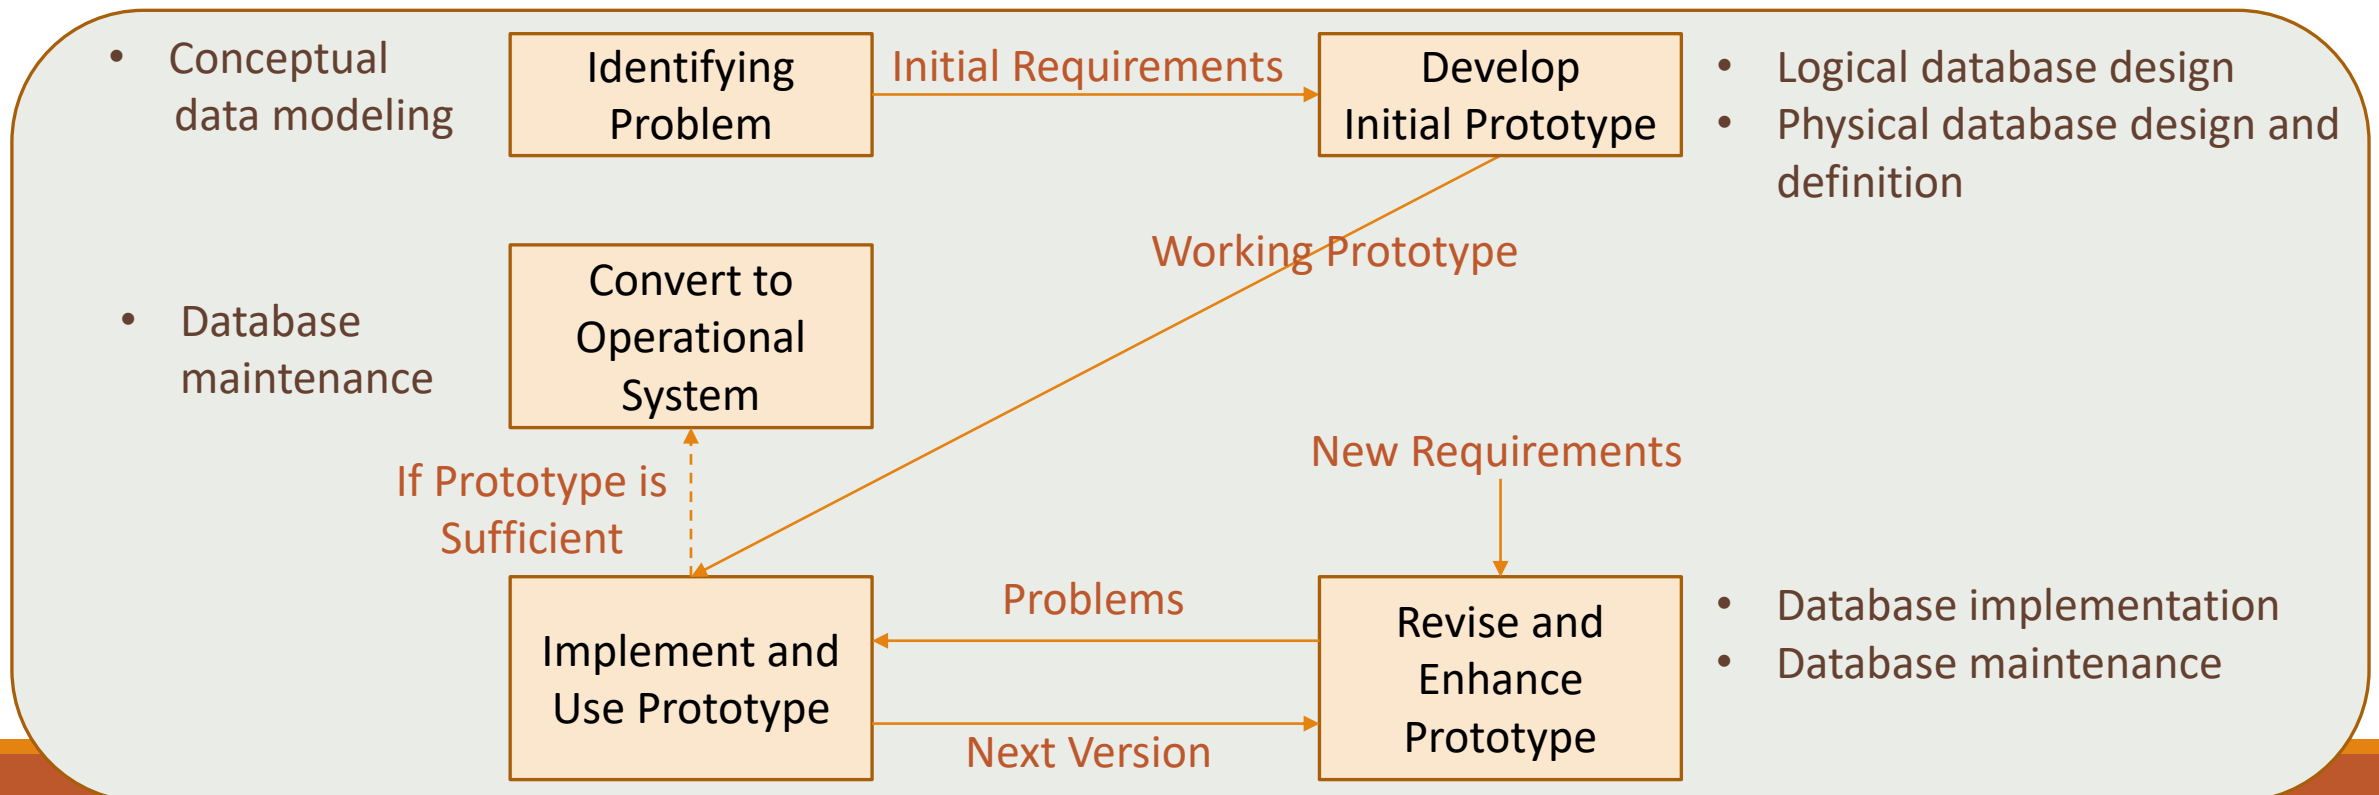 • Conceptual
data modeling
Identifying
Problem
Initial Requirements
Develop
Initial Prototype
• Logical database design
• Physical database design and
definition
Working Prototype
Convert to
Operational
System
• Database
maintenance
If Prototype is
Sufficient
New Requirements
Implement and
Use Prototype
Problems
Next Version
Revise and
Enhance
Prototype
• Database implementation
• Database maintenance